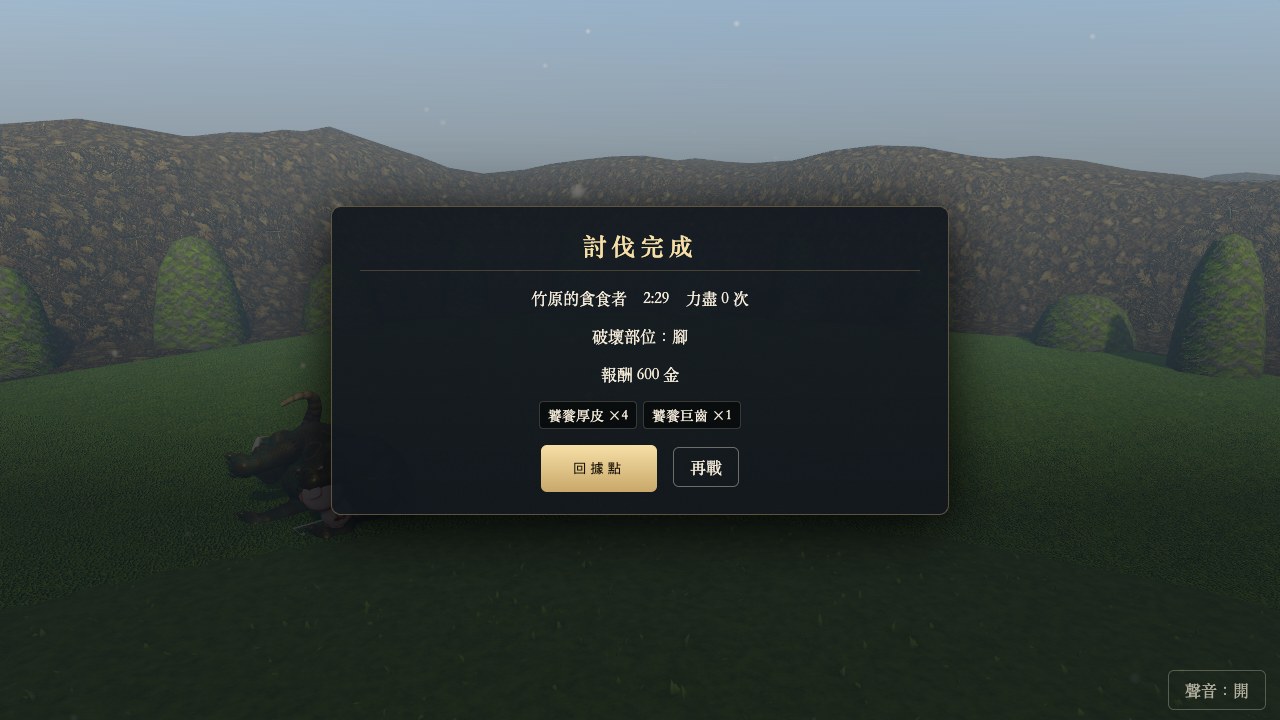 討伐完成
竹原的貪食者 2:29 力盡 0 次
破壞部位：腳
報酬 600 金
饕餮厚皮 ×4 饕餮巨齒 ×1
回據點 再戰
聲音：開